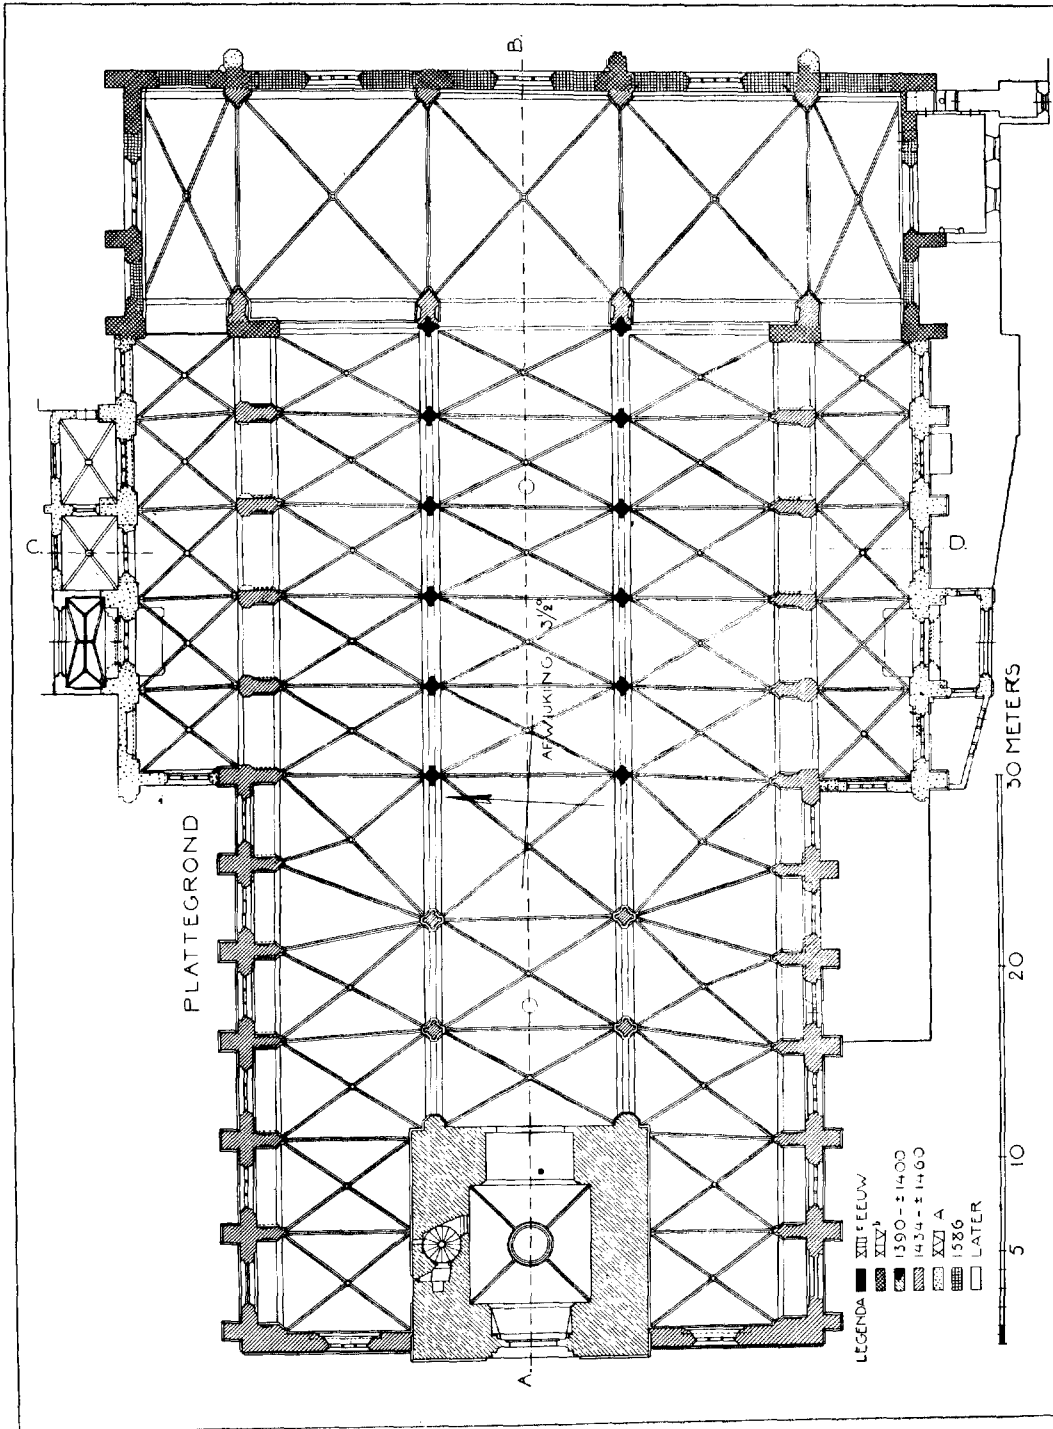 PLATTEGROND
A.
B.
C.
D.
AFWIJKING 3½°
LEGENDA XIIIᵉ EEUW
XIVᵇ
1390 - ± 1400
1434 - ± 1460
XVI A
1586
LATER
5 10 20 30 METERS